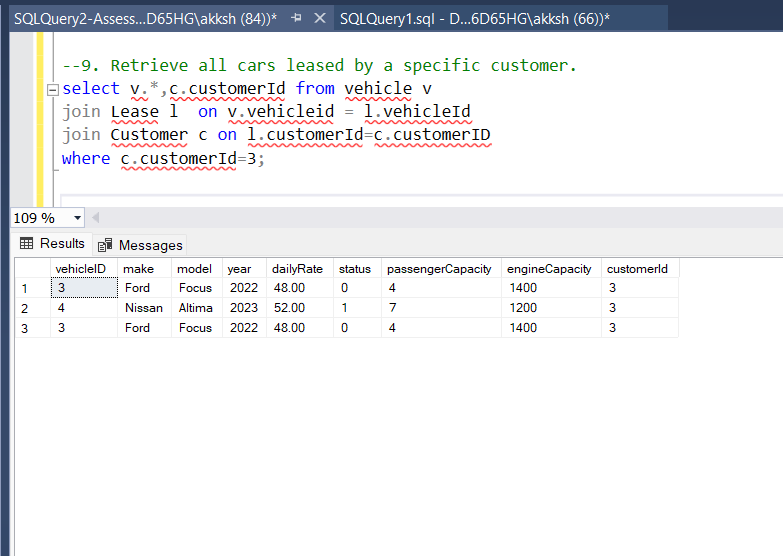 SQLQuery2-Assess...D65HG\akksh (84))* SQLQuery1.sql - D...6D65HG\akksh (66))*
--9. Retrieve all cars leased by a specific customer.
select v.*,c.customerId from vehicle v
join Lease l  on v.vehicleid = l.vehicleId
join Customer c on l.customerId=c.customerID
where c.customerId=3;
109 %
Results Messages
vehicleID make model year dailyRate status passengerCapacity engineCapacity customerId
1 3 Ford Focus 2022 48.00 0 4 1400 3
2 4 Nissan Altima 2023 52.00 1 7 1200 3
3 3 Ford Focus 2022 48.00 0 4 1400 3